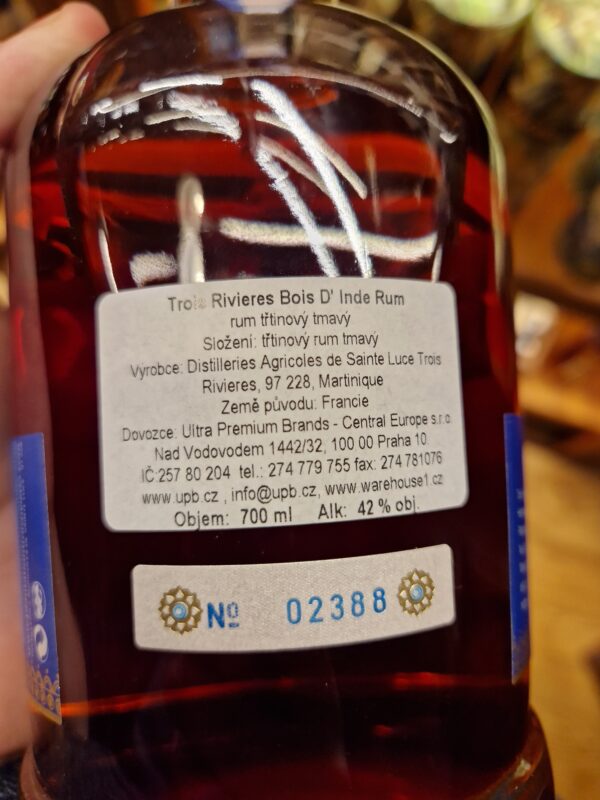 Trois Rivieres Bois D' Inde Rum
rum třtinový tmavý
Složení: třtinový rum tmavý
Výrobce: Distilleries Agricoles de Sainte Luce Trois
Rivieres, 97 228, Martinique
Země původu: Francie
Dovozce: Ultra Premium Brands - Central Europe s.r.o.
Nad Vodovodem 1442/32, 100 00 Praha 10
IČ:257 80 204 tel.: 274 779 755 fax: 274 781076
www.upb.cz , info@upb.cz, www.warehouse1.cz
Objem: 700 ml Alk: 42 % obj.
Nº 02388